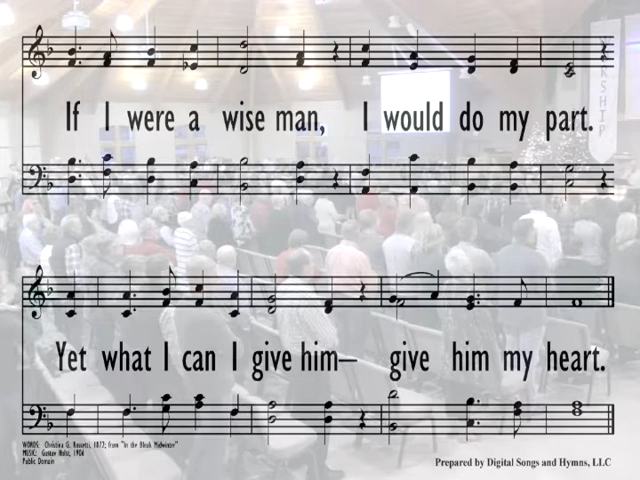 If I were a wise man, I would do my part.
RSHIP
Yet what I can I give him– give him my heart.
WORDS: Christina G. Rossetti, 1872; from "In the Bleak Midwinter"
MUSIC: Gustav Holst, 1906
Public Domain
Prepared by Digital Songs and Hymns, LLC